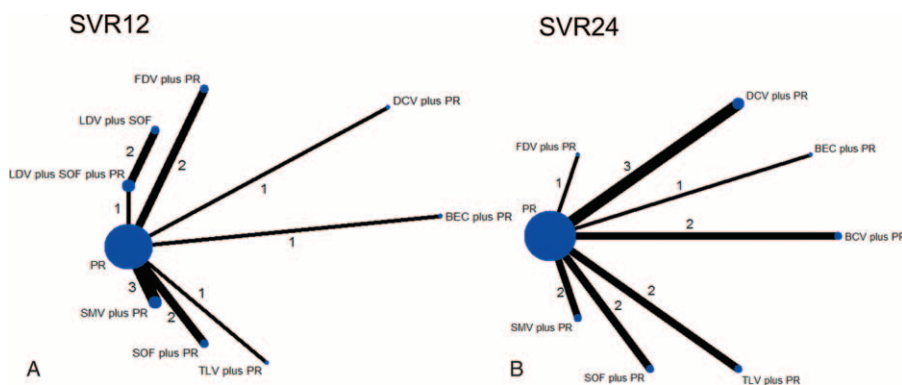 SVR12
FDV plus PR
DCV plus PR
LDV plus SOF
2
2
LDV plus SOF plus PR
1
1
BEC plus PR
1
PR
3
1
SMV plus PR
2
SOF plus PR
TLV plus PR
A
SVR24
DCV plus PR
FDV plus PR
3
BEC plus PR
1
1
PR
2
BCV plus PR
2
2
2
SMV plus PR
SOF plus PR
TLV plus PR
B